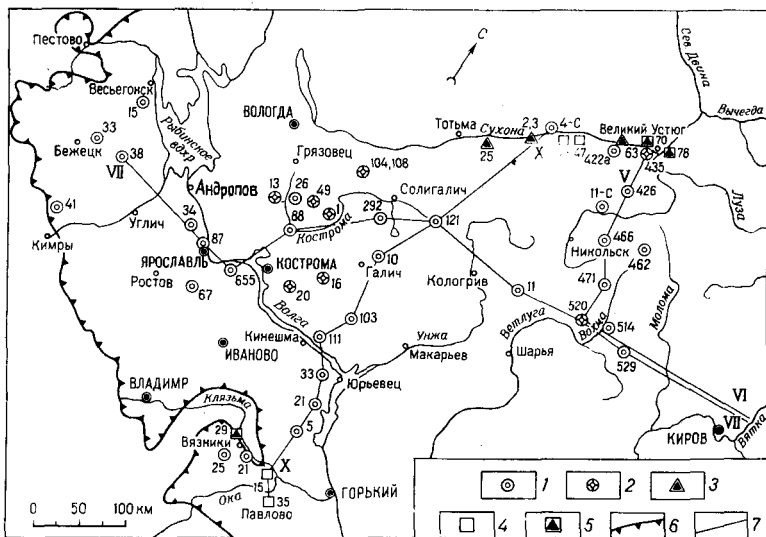 Пестово
С
Сев Двина
Весьегонск
15
ВОЛОГДА
Тотьма
Сухона
2,3
4-С
Великий Устюг
Вычегда
33
Бежецк
38
VII
Рыбинское
вдхр
Грязовец
104,108
25
X
47
422а
63
70
435
76
Андропов
13
26
49
1
Солигалич
292
121
V
11-С
426
Луза
41
Кимры
Углич
34
87
88
Кострома
466
Никольск
462
ЯРОСЛАВЛЬ
Ростов
67
655
КОСТРОМА
20
16
Галич
10
Кологрив
11
471
Молома
Волга
103
520
Вохма
514
529
Ветлуга
Кинешма
111
Унжа
Макарьев
Шарья
ИВАНОВО
33
Юрьевец
VI
VII
КИРОВ
Вятка
ВЛАДИМИР
Клязьма
21
5
29
Вязники
25
21
X
15
ГОРЬКИЙ
Ока
35
Павлово
0 50 100 км
1 2 3
4 5 6 7